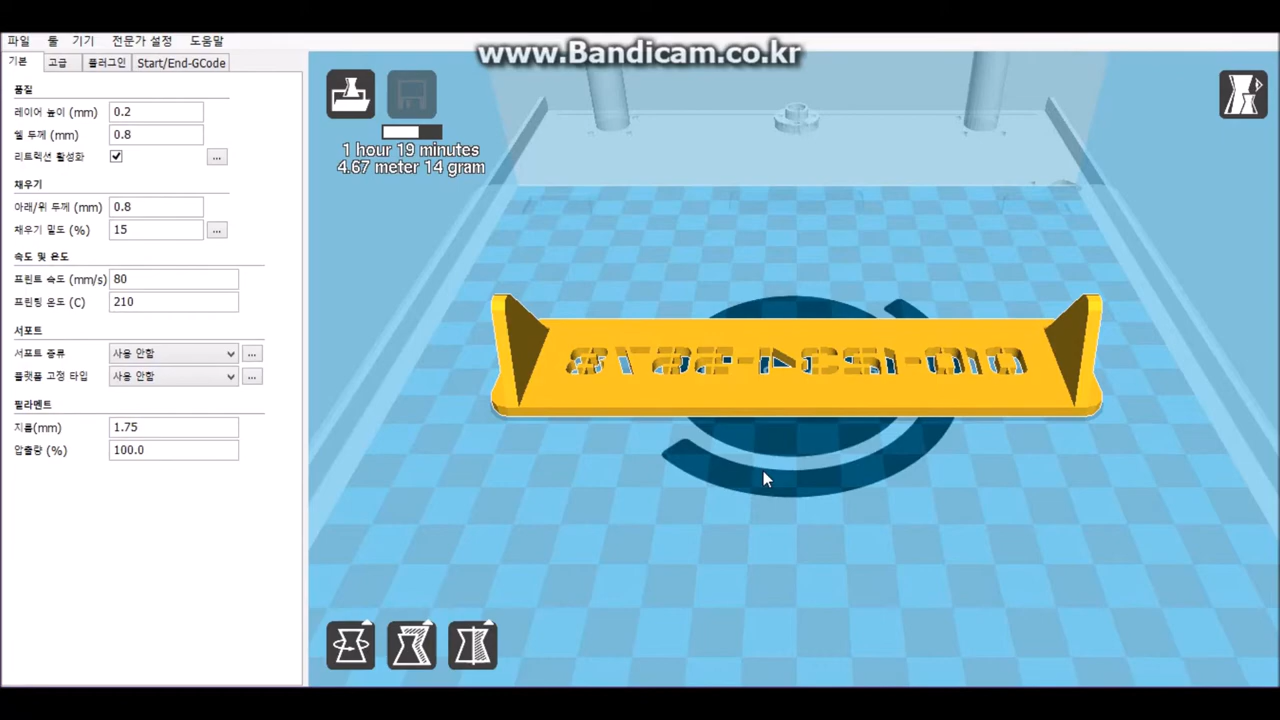 www.Bandicam.co.kr
파일 툴 기기 전문가 설정 도움말
기본 고급 플러그인 Start/End-GCode
품질
레이어 높이 (mm) 0.2
쉘 두께 (mm) 0.8
리트렉션 활성화 ...
채우기
아래/위 두께 (mm) 0.8
채우기 밀도 (%) 15 ...
속도 및 온도
프린트 속도 (mm/s) 80
프린팅 온도 (C) 210
서포트
서포트 종류 사용 안함 ...
플랫폼 고정 타입 사용 안함 ...
필라멘트
지름(mm) 1.75
압출량 (%) 100.0
1 hour 19 minutes
4.67 meter 14 gram